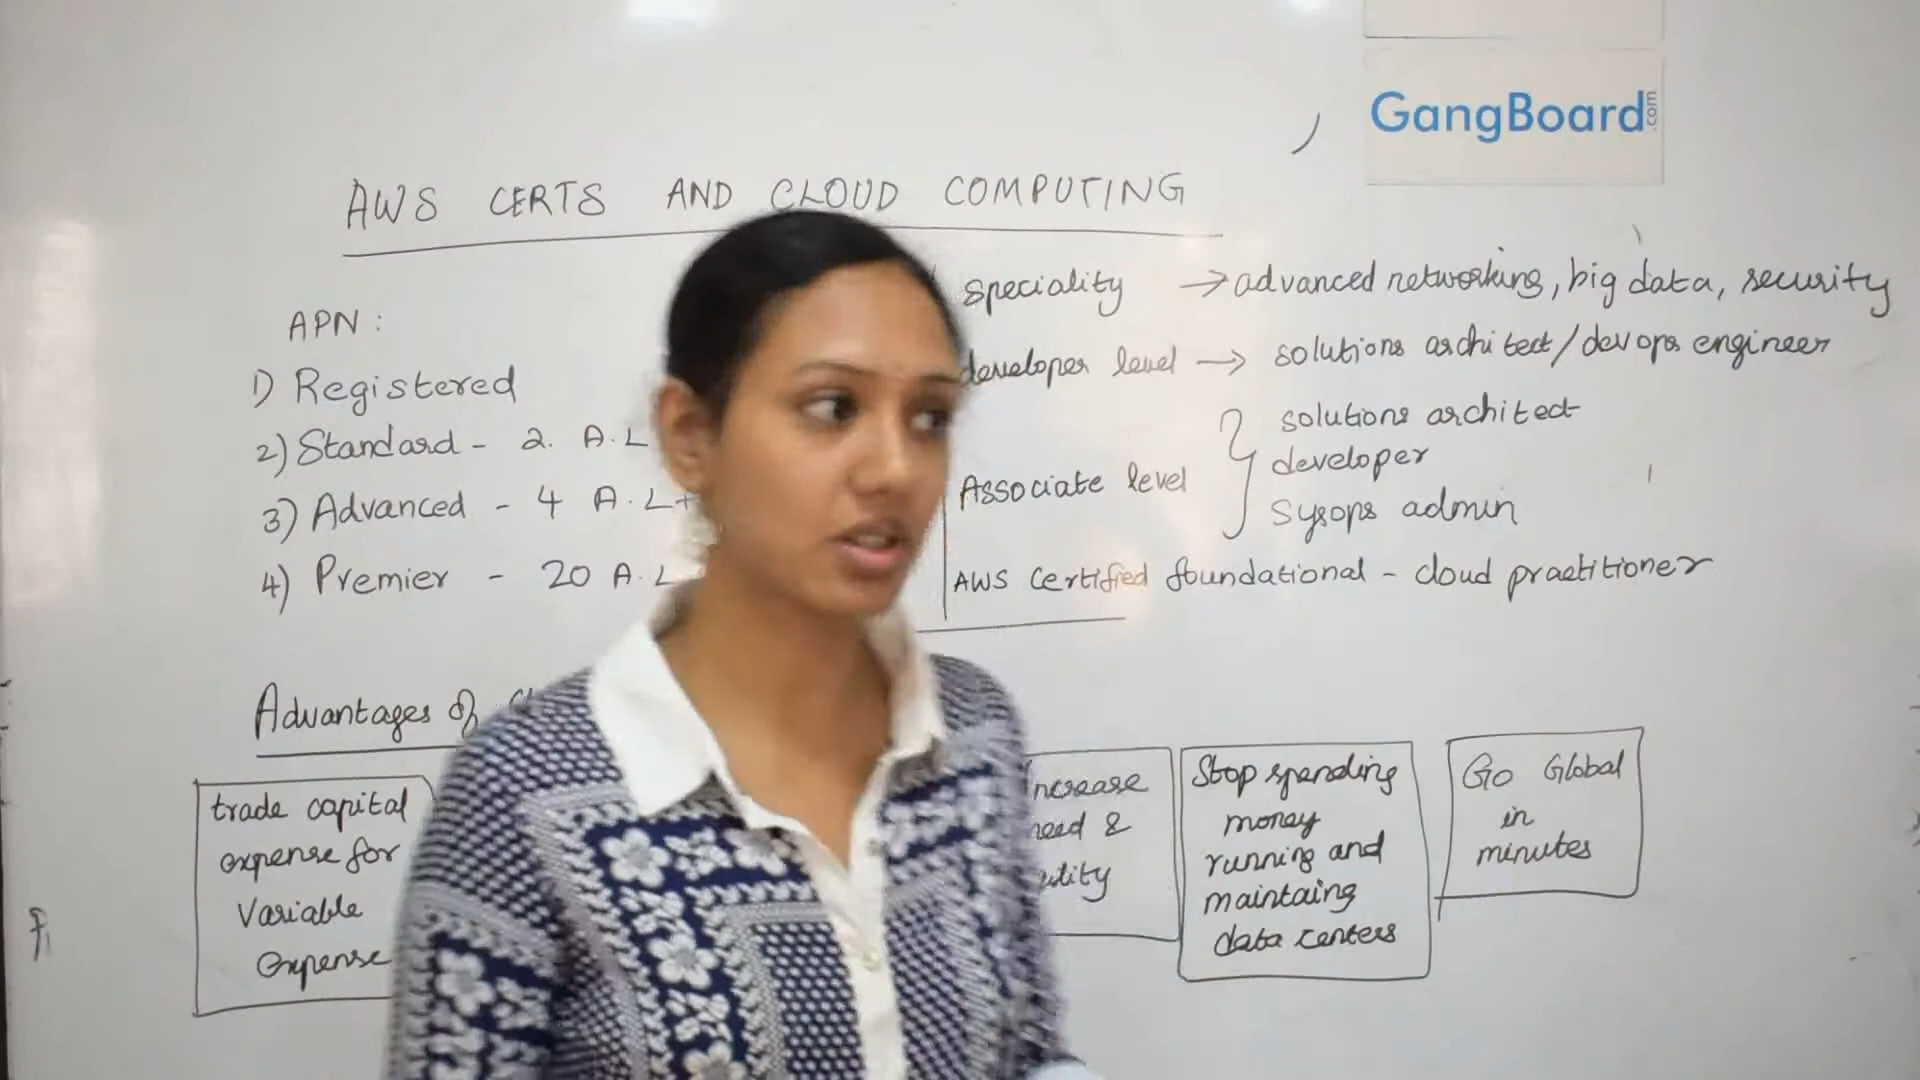 GangBoard.com
AWS CERTS AND CLOUD COMPUTING
APN :
1) Registered
2) Standard - 2. A.L
3) Advanced - 4 A.L+
4) Premier - 20 A.L
speciality → advanced networking, big data, security
developer level → solutions architect/devops engineer
Associate level
solutions architect
developer
sysops admin
AWS Certified foundational - cloud practitioner
Advantages of
trade capital
expense for
Variable
expense
ncrease
eed &
ility
Stop spending
money
running and
maintaing
data centers
Go Global
in
minutes